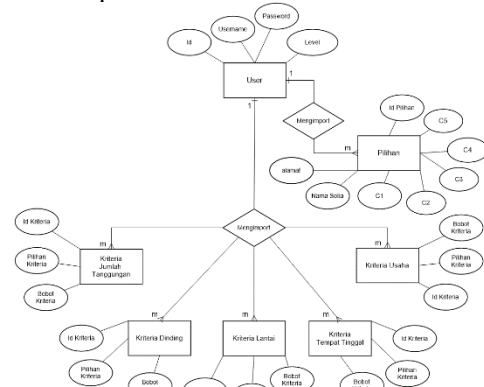 Password
Username
Id
Level
User
1
1
Mengimport
m
Id Pilihan
C5
Pilihan
C4
C3
C2
C1
alamat
Nama Solia
Mengimport
Id Kriteria
Pilihan
Kriteria
Bobot
Kriteria
m
Kriteria
Jumlah
Tanggungan
m
Kriteria Usaha
Bobot
Kriteria
Pilihan
Kriteria
Id Kriteria
m
m
m
Id Kriteria
Kriteria Dinding
Kriteria Lantai
Kriteria
Tempat Tinggal
Id Kriteria
Pilihan
Kriteria
Bobot
Bobot
Kriteria
Bobot
Kriteria
Pilihan
Kriteria